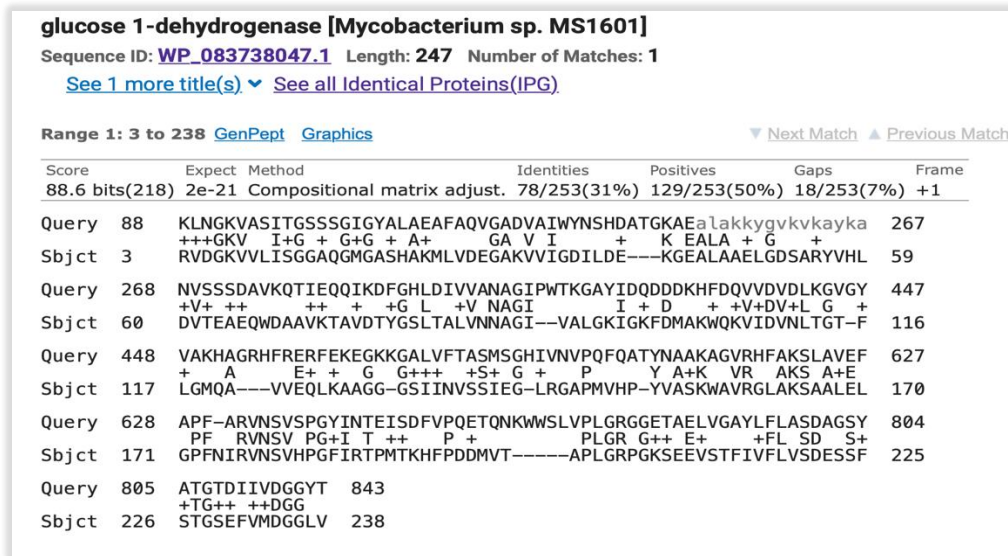 glucose 1-dehydrogenase [Mycobacterium sp. MS1601]
Sequence ID: WP_083738047.1 Length: 247 Number of Matches: 1
See 1 more title(s) See all Identical Proteins(IPG)
Range 1: 3 to 238 GenPept Graphics ▼ Next Match ▲ Previous Match
Score Expect Method Identities Positives Gaps Frame
88.6 bits(218) 2e-21 Compositional matrix adjust. 78/253(31%) 129/253(50%) 18/253(7%) +1
Query 88 KLNGKVASITGSSSGIGYALAEAFAQVGADVAIWYNSHDATGKAEalakkygvkvkayka 267
+++GKV I+G + G+G + A+ GA V I + K EALA + G +
Sbjct 3 RVDGKVVLISGGAQGMGASHAKMLVDEGAKVVIGDILDE---KGEALAAELGDSARYVHL 59
Query 268 NVSSSDAVKQTIEQQIKDFGHLDIVVANAGIPWTKGAYIDQDDDKHFDQVVDVDLKGVGY 447
+V+ ++ ++ + +G L +V NAGI I + D + +V+DV+L G +
Sbjct 60 DVTEAEQWDAAVKTAVDTYGSLTALVNNAGI--VALGKIGKFDMAKWQKVIDVNLTGT-F 116
Query 448 VAKHAGRHFRERFEKEGKKGALVFTASMSGHIVNVPQFQATYNAAKAGVRHFAKSLAVEF 627
+ A E+ + G G+++ +S+ G + P Y A+K VR AKS A+E
Sbjct 117 LGMQA---VVEQLKAAGG-GSIINVSSIEG-LRGAPMVHP-YVASKWAVRGLAKSAALEL 170
Query 628 APF-ARVNSVSPGYINTEISDFVPQETQNKWWSLVPLGRGGETAELVGAYLFLASDAGSY 804
PF RVNSV PG+I T ++ P + PLGR G++ E+ +FL SD S+
Sbjct 171 GPFNIRVNSVHPGFIRTPMTKHFPDDMVT-----APLGRPGKSEEVSTFIVFLVSDESSF 225
Query 805 ATGTDIIVDGGYT 843
+TG++ ++DGG
Sbjct 226 STGSEFVMDGGLV 238